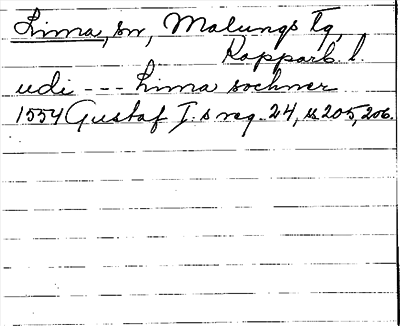 Lima, sn, Malungs tg,
Kopparb. l.
udi --- Lima sochner
1554 Gustaf I.s reg. 24, s 205, 206.